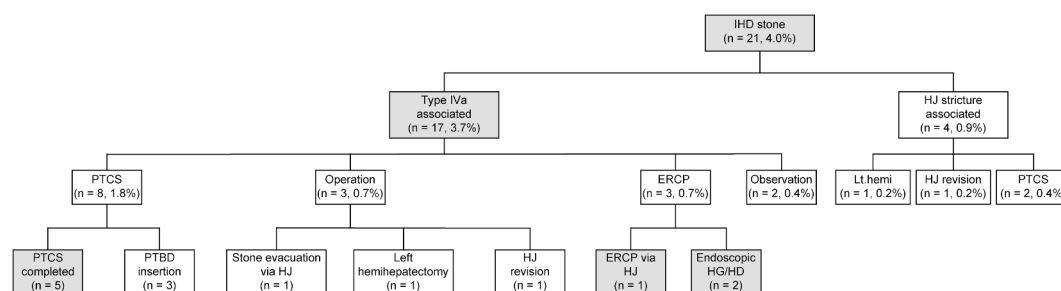 IHD stone
(n = 21, 4.0%)
Type IVa
associated
(n = 17, 3.7%)
HJ stricture
associated
(n = 4, 0.9%)
PTCS
(n = 8, 1.8%)
Operation
(n = 3, 0.7%)
ERCP
(n = 3, 0.7%)
Observation
(n = 2, 0.4%)
Lt.hemi
(n = 1, 0.2%)
HJ revision
(n = 1, 0.2%)
PTCS
(n = 2, 0.4%)
PTCS
completed
(n = 5)
PTBD
insertion
(n = 3)
Stone evacuation
via HJ
(n = 1)
Left
hemihepatectomy
(n = 1)
HJ
revision
(n = 1)
ERCP via
HJ
(n = 1)
Endoscopic
HG/HD
(n = 2)